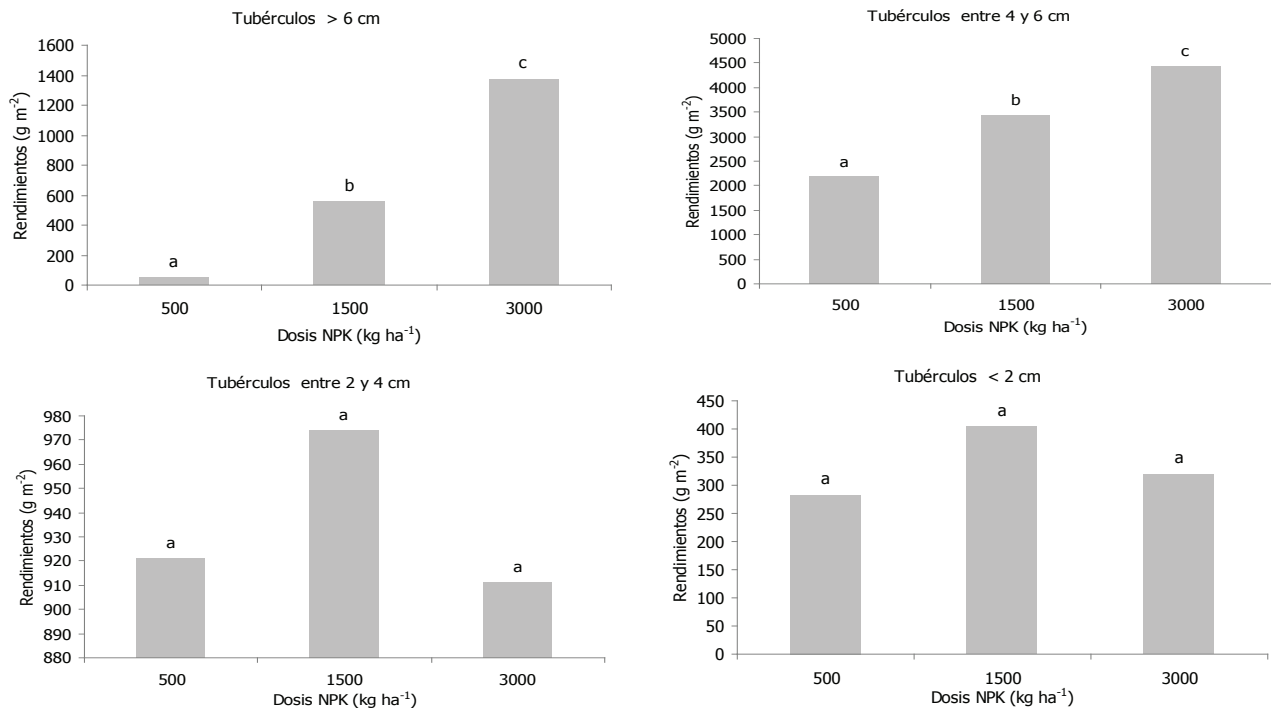 Tubérculos > 6 cm
Rendimientos (g m⁻²)
1600
1400
1200
1000
800
600
400
200
0
a
b
c
500 1500 3000
Dosis NPK (kg ha⁻¹)
Tubérculos entre 4 y 6 cm
Rendimientos (g m⁻²)
5000
4500
4000
3500
3000
2500
2000
1500
1000
500
0
a
b
c
500 1500 3000
Dosis NPK (kg ha⁻¹)
Tubérculos entre 2 y 4 cm
Rendimientos (g m⁻²)
980
970
960
950
940
930
920
910
900
890
880
a
a
a
500 1500 3000
Dosis NPK (kg ha⁻¹)
Tubérculos < 2 cm
Rendimientos (g m⁻²)
450
400
350
300
250
200
150
100
50
0
a
a
a
500 1500 3000
Dosis NPK (kg ha⁻¹)